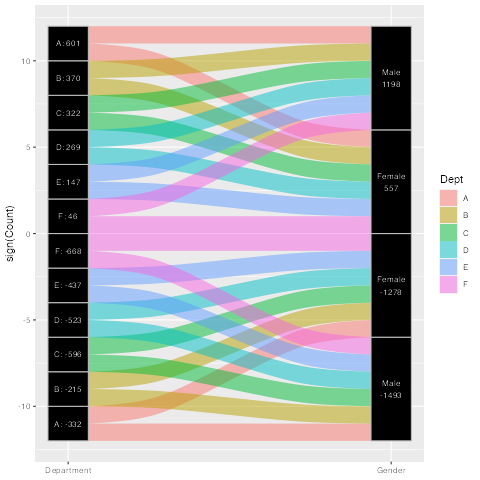 sign(Count)
10
5
0
-5
-10
A: 601
B: 370
C: 322
D: 269
E: 147
F: 46
F: -668
E: -437
D: -523
C: -596
B: -215
A: -332
Male
1198
Female
557
Female
-1278
Male
-1493
Department
Gender
Dept
A
B
C
D
E
F